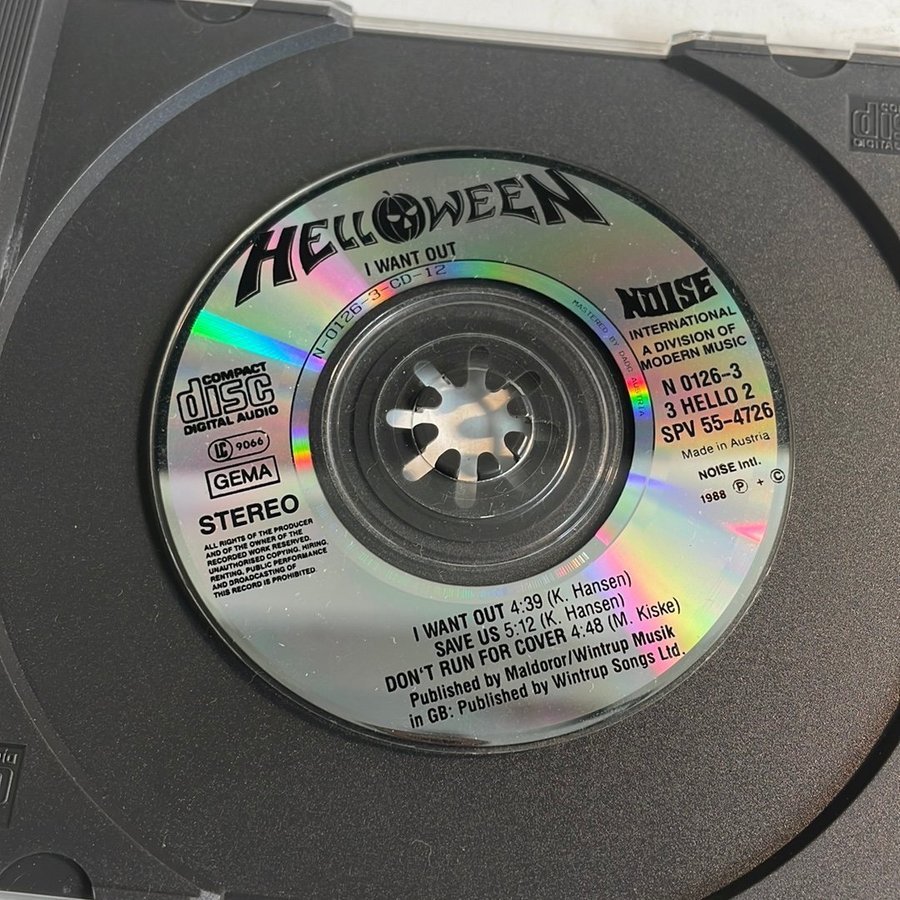 HELLOWEEN
I WANT OUT
N-0126-3-CD-12
MASTERED BY DADC AUSTRIA
NOISE
INTERNATIONAL
A DIVISION OF
MODERN MUSIC
N 0126-3
3 HELLO 2
SPV 55-4726
Made in Austria
NOISE Intl.
1988 Ⓟ + Ⓒ
COMPACT
disc
DIGITAL AUDIO
LC 9066
GEMA
STEREO
ALL RIGHTS OF THE PRODUCER
AND OF THE OWNER OF THE
RECORDED WORK RESERVED.
UNAUTHORISED COPYING, HIRING,
RENTING, PUBLIC PERFORMANCE
AND BROADCASTING OF
THIS RECORD IS PROHIBITED.
I WANT OUT 4:39 (K. Hansen)
SAVE US 5:12 (K. Hansen)
DON'T RUN FOR COVER 4:48 (M. Kiske)
Published by Maldoror/Wintrup Musik
in GB: Published by Wintrup Songs Ltd.